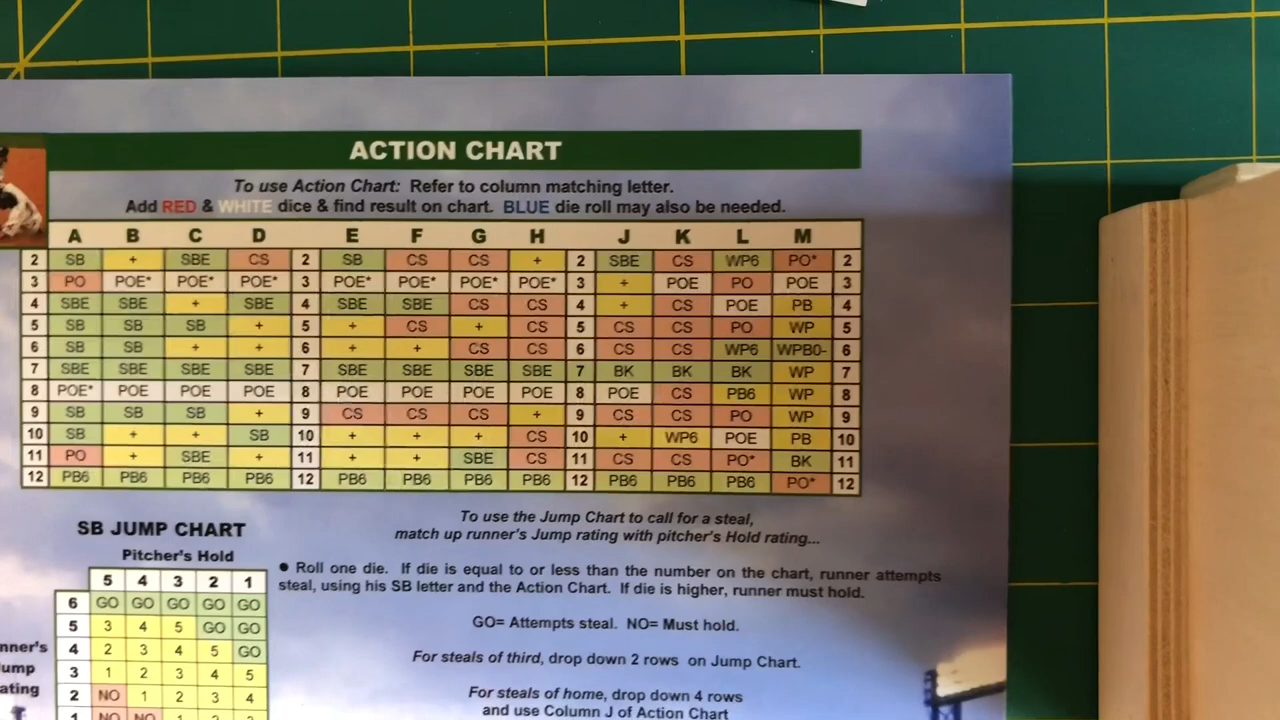 ACTION CHART
To use Action Chart: Refer to column matching letter.
Add RED & WHITE dice & find result on chart. BLUE die roll may also be needed.
A B C D E F G H J K L M
2 SB + SBE CS 2 SB CS CS + 2 SBE CS WP6 PO* 2
3 PO POE* POE* POE* 3 POE* POE* POE* POE* 3 + POE PO POE 3
4 SBE SBE + SBE 4 SBE SBE CS CS 4 + CS POE PB 4
5 SB SB SB + 5 + CS + CS 5 CS CS PO WP 5
6 SB SB + + 6 + + CS CS 6 CS CS WP6 WPB0- 6
7 SBE SBE SBE SBE 7 SBE SBE SBE SBE 7 BK BK BK WP 7
8 POE* POE POE POE 8 POE POE POE POE 8 POE CS PB6 WP 8
9 SB SB SB + 9 CS CS CS + 9 CS CS PO WP 9
10 SB + + SB 10 + + + CS 10 + WP6 POE PB 10
11 PO + SBE + 11 + + SBE CS 11 CS CS PO* BK 11
12 PB6 PB6 PB6 PB6 12 PB6 PB6 PB6 PB6 12 PB6 PB6 PB6 PO* 12
SB JUMP CHART
Pitcher's Hold
5 4 3 2 1
6 GO GO GO GO GO
5 3 4 5 GO GO
4 2 3 4 5 GO
3 1 2 3 4 5
2 NO 1 2 3 4
1 NO NO 1 2 3
nner's
ump
ating
To use the Jump Chart to call for a steal,
match up runner's Jump rating with pitcher's Hold rating...
● Roll one die. If die is equal to or less than the number on the chart, runner attempts
steal, using his SB letter and the Action Chart. If die is higher, runner must hold.
GO= Attempts steal. NO= Must hold.
For steals of third, drop down 2 rows on Jump Chart.
For steals of home, drop down 4 rows
and use Column J of Action Chart